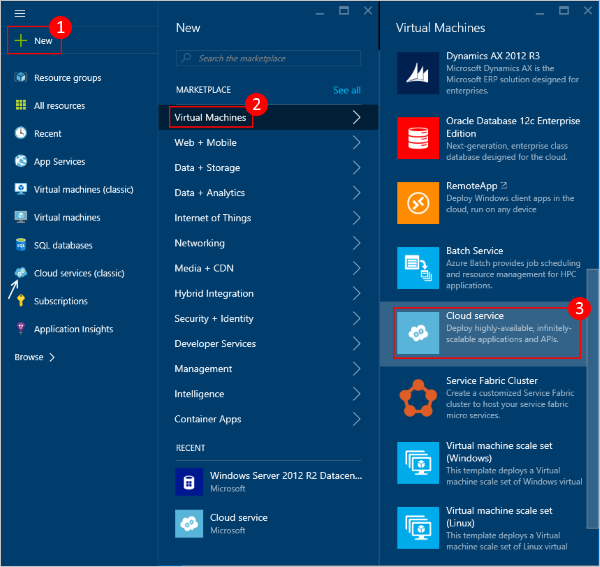 1
New
Resource groups
All resources
Recent
App Services
Virtual machines (classic)
Virtual machines
SQL databases
Cloud services (classic)
Subscriptions
Application Insights
Browse
New
Search the marketplace
MARKETPLACE
See all
2
Virtual Machines
Web + Mobile
Data + Storage
Data + Analytics
Internet of Things
Networking
Media + CDN
Hybrid Integration
Security + Identity
Developer Services
Management
Intelligence
Container Apps
RECENT
Windows Server 2012 R2 Datacen...
Microsoft
Cloud service
Microsoft
Virtual Machines
Dynamics AX 2012 R3
Microsoft Dynamics AX is the
Microsoft ERP solution designed for
enterprises.
Oracle Database 12c Enterprise
Edition
Next-generation, enterprise class
database designed for the cloud.
RemoteApp
Deploy Windows client apps in the
cloud, run on any device
Batch Service
Azure Batch provides job scheduling
and resource management for HPC
applications.
3
Cloud service
Deploy highly-available, infinitely-
scalable applications and APIs.
Service Fabric Cluster
Create a customized Service Fabric
cluster to host your service fabric
micro services.
Virtual machine scale set
(Windows)
This template deploys a Virtual
machine scale set of Windows virtual
Virtual machine scale set
(Linux)
This template deploys a Virtual
machine scale set of Linux virtual